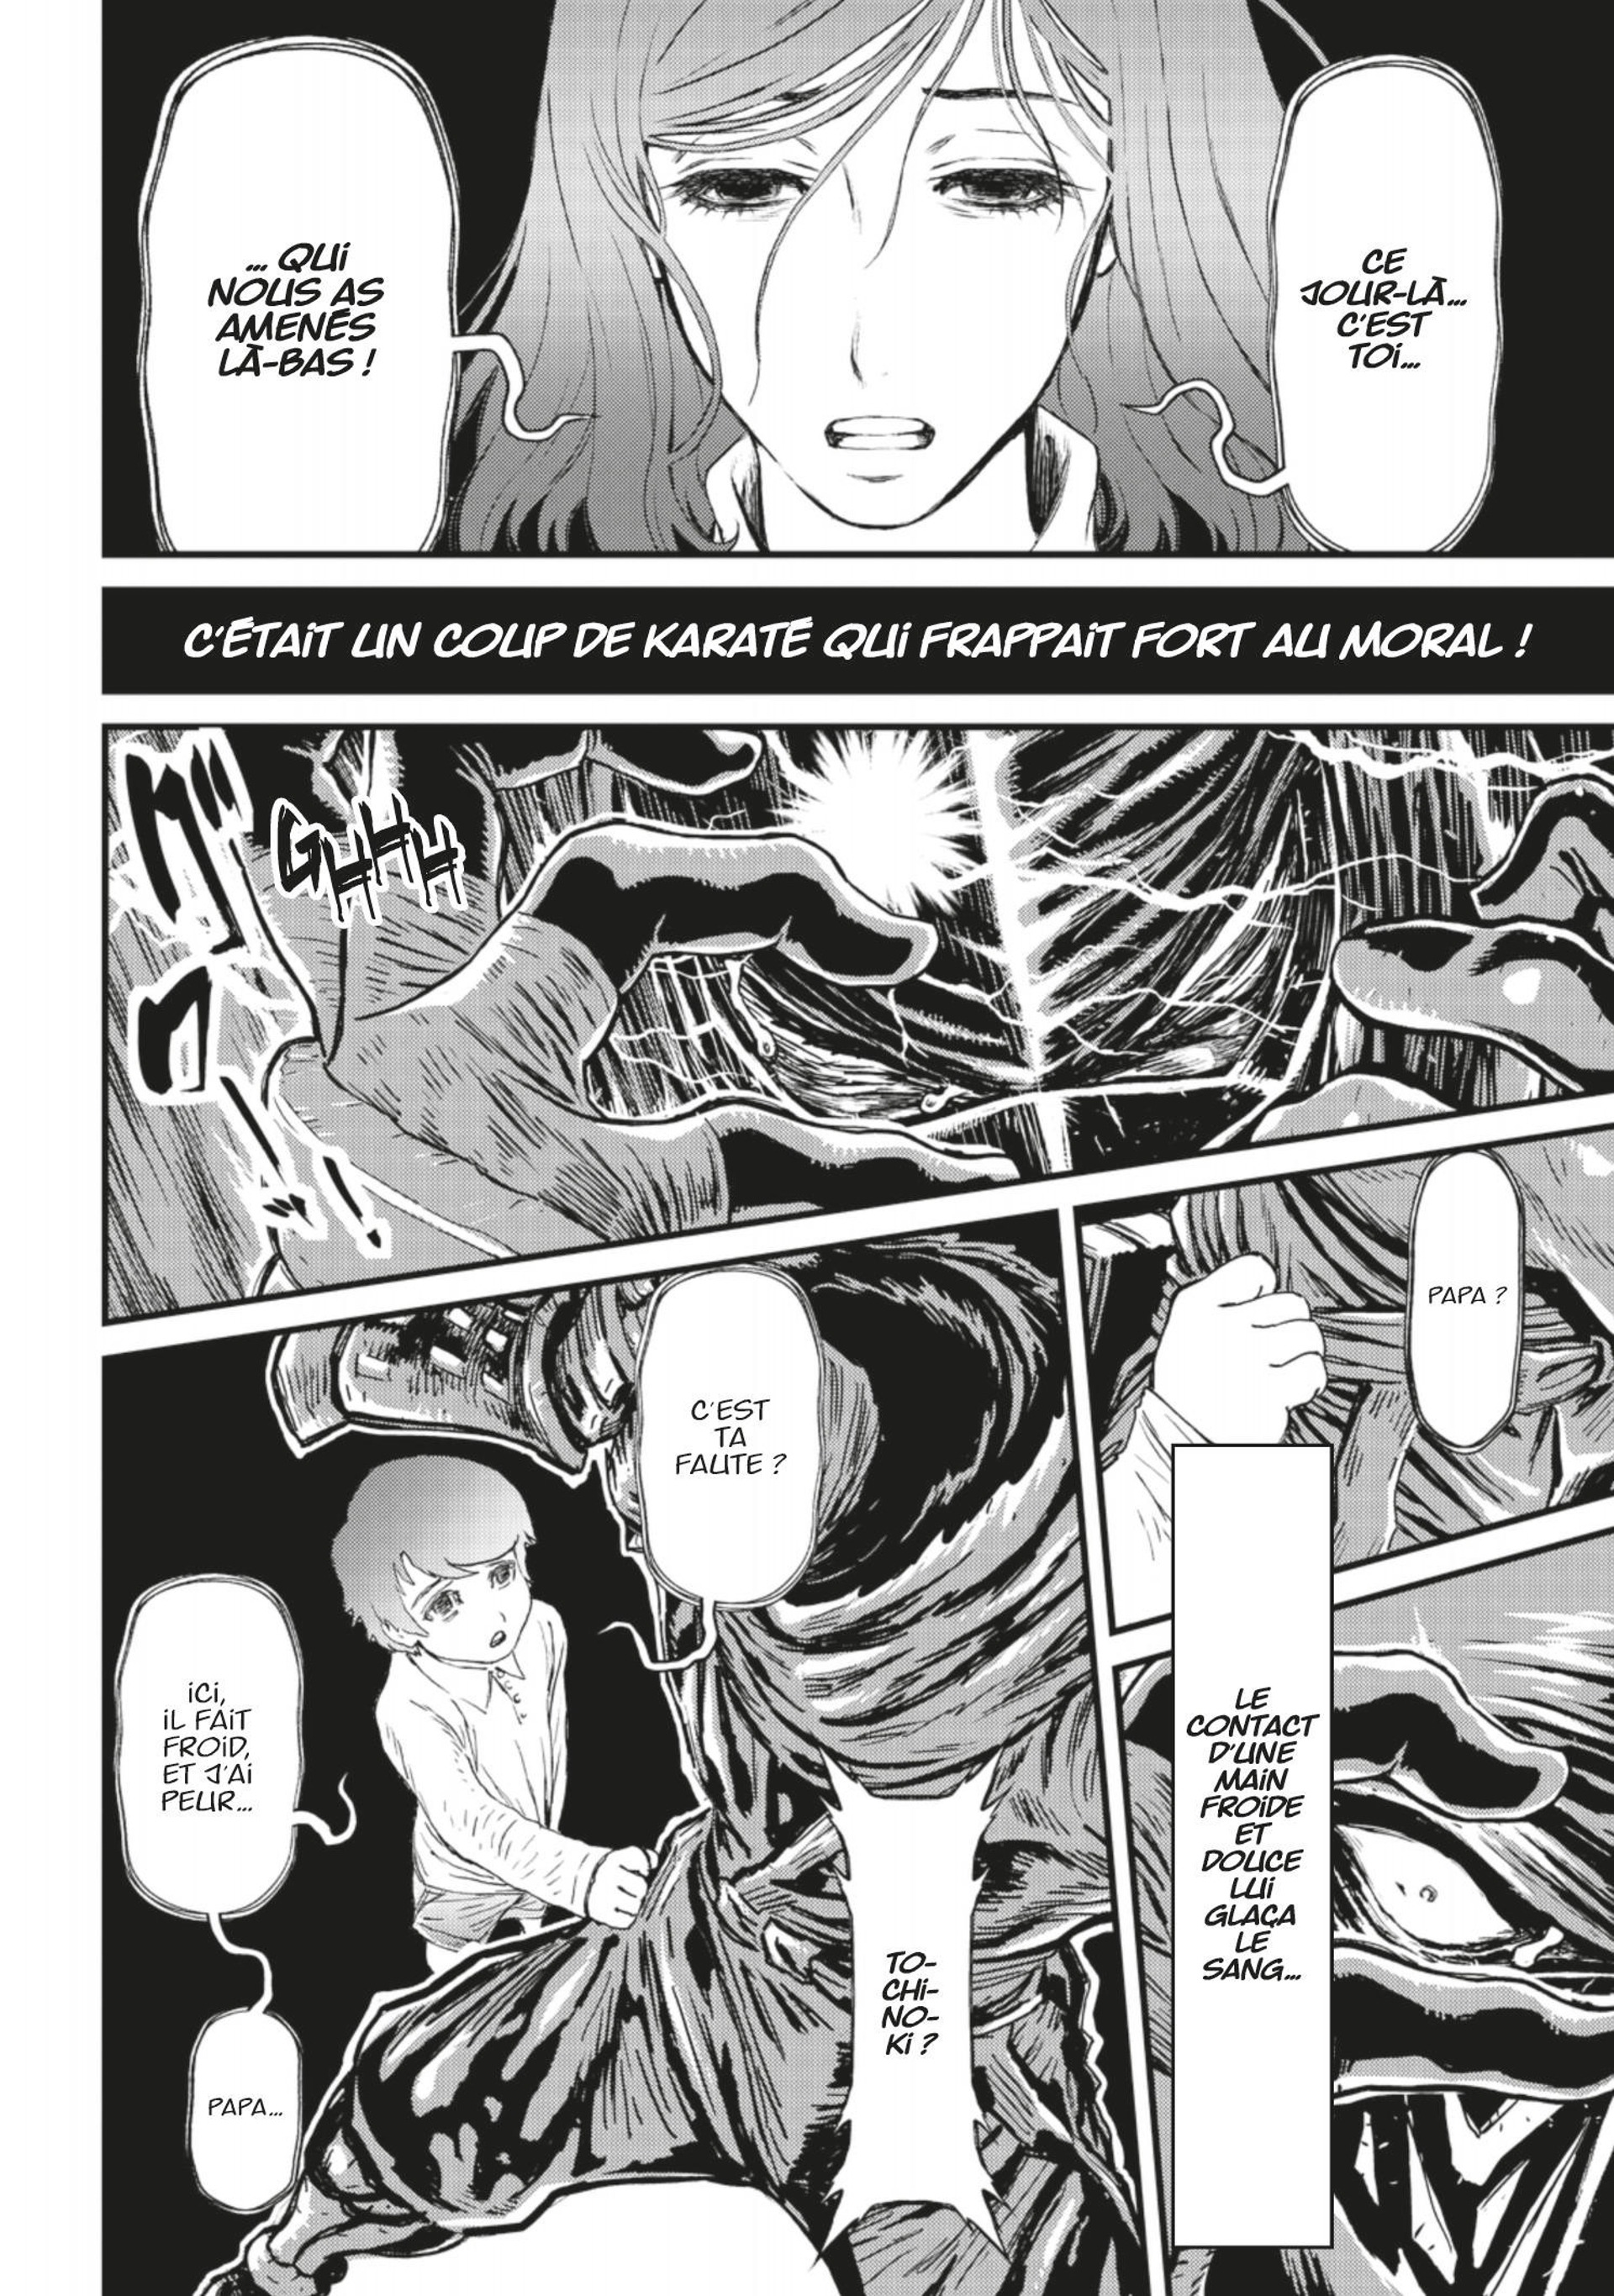 CE
JOUR-LÀ...
C'EST
TOI...
... QUI
NOUS AS
AMENÉS
LÀ-BAS !
C'ÉTAIT UN COUP DE KARATÉ QUI FRAPPAIT FORT AU MORAL !
GHHH
PAPA ?
C'EST
TA
FAUTE ?
LE
CONTACT
D'UNE
MAIN
FROIDE
ET
DOUCE
LUI
GLAÇA
LE
SANG...
ICI,
IL FAIT
FROID,
ET J'AI
PEUR...
PAPA...
TO-
CHI-
NO-
KI ?